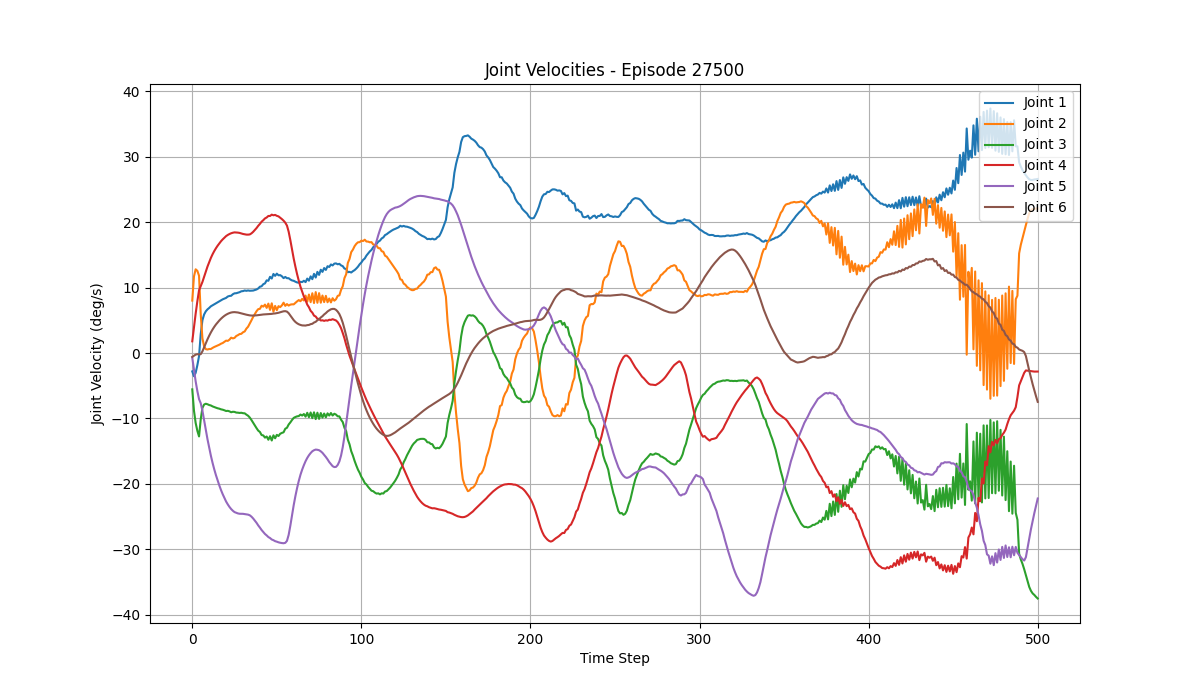 Joint Velocities - Episode 27500
Joint Velocity (deg/s)
40
30
20
10
0
−10
−20
−30
−40
Joint 1
Joint 2
Joint 3
Joint 4
Joint 5
Joint 6
0
100
200
300
400
500
Time Step